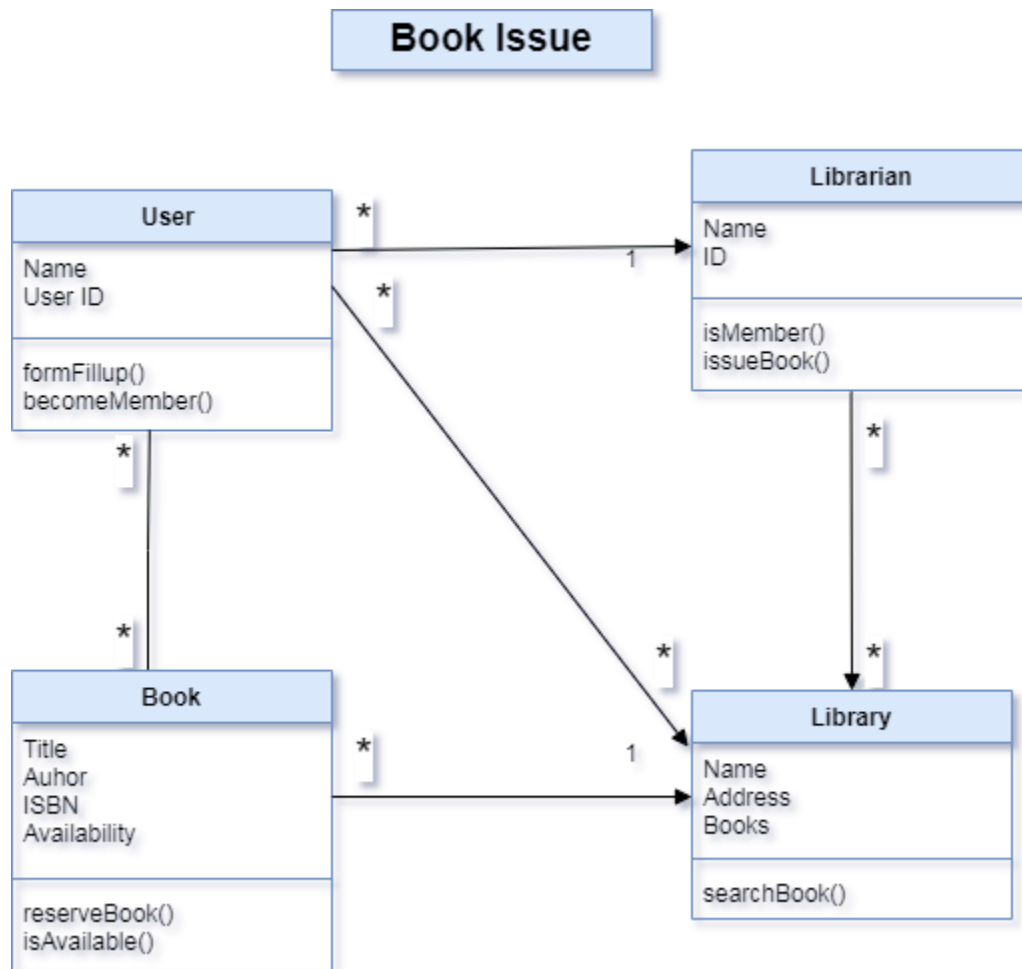 Book Issue
User
Name
User ID
formFillup()
becomeMember()
*
*
1
Librarian
Name
ID
isMember()
issueBook()
*
*
*
*
*
*
Book
Title
Auhor
ISBN
Availability
reserveBook()
isAvailable()
*
1
Library
Name
Address
Books
searchBook()